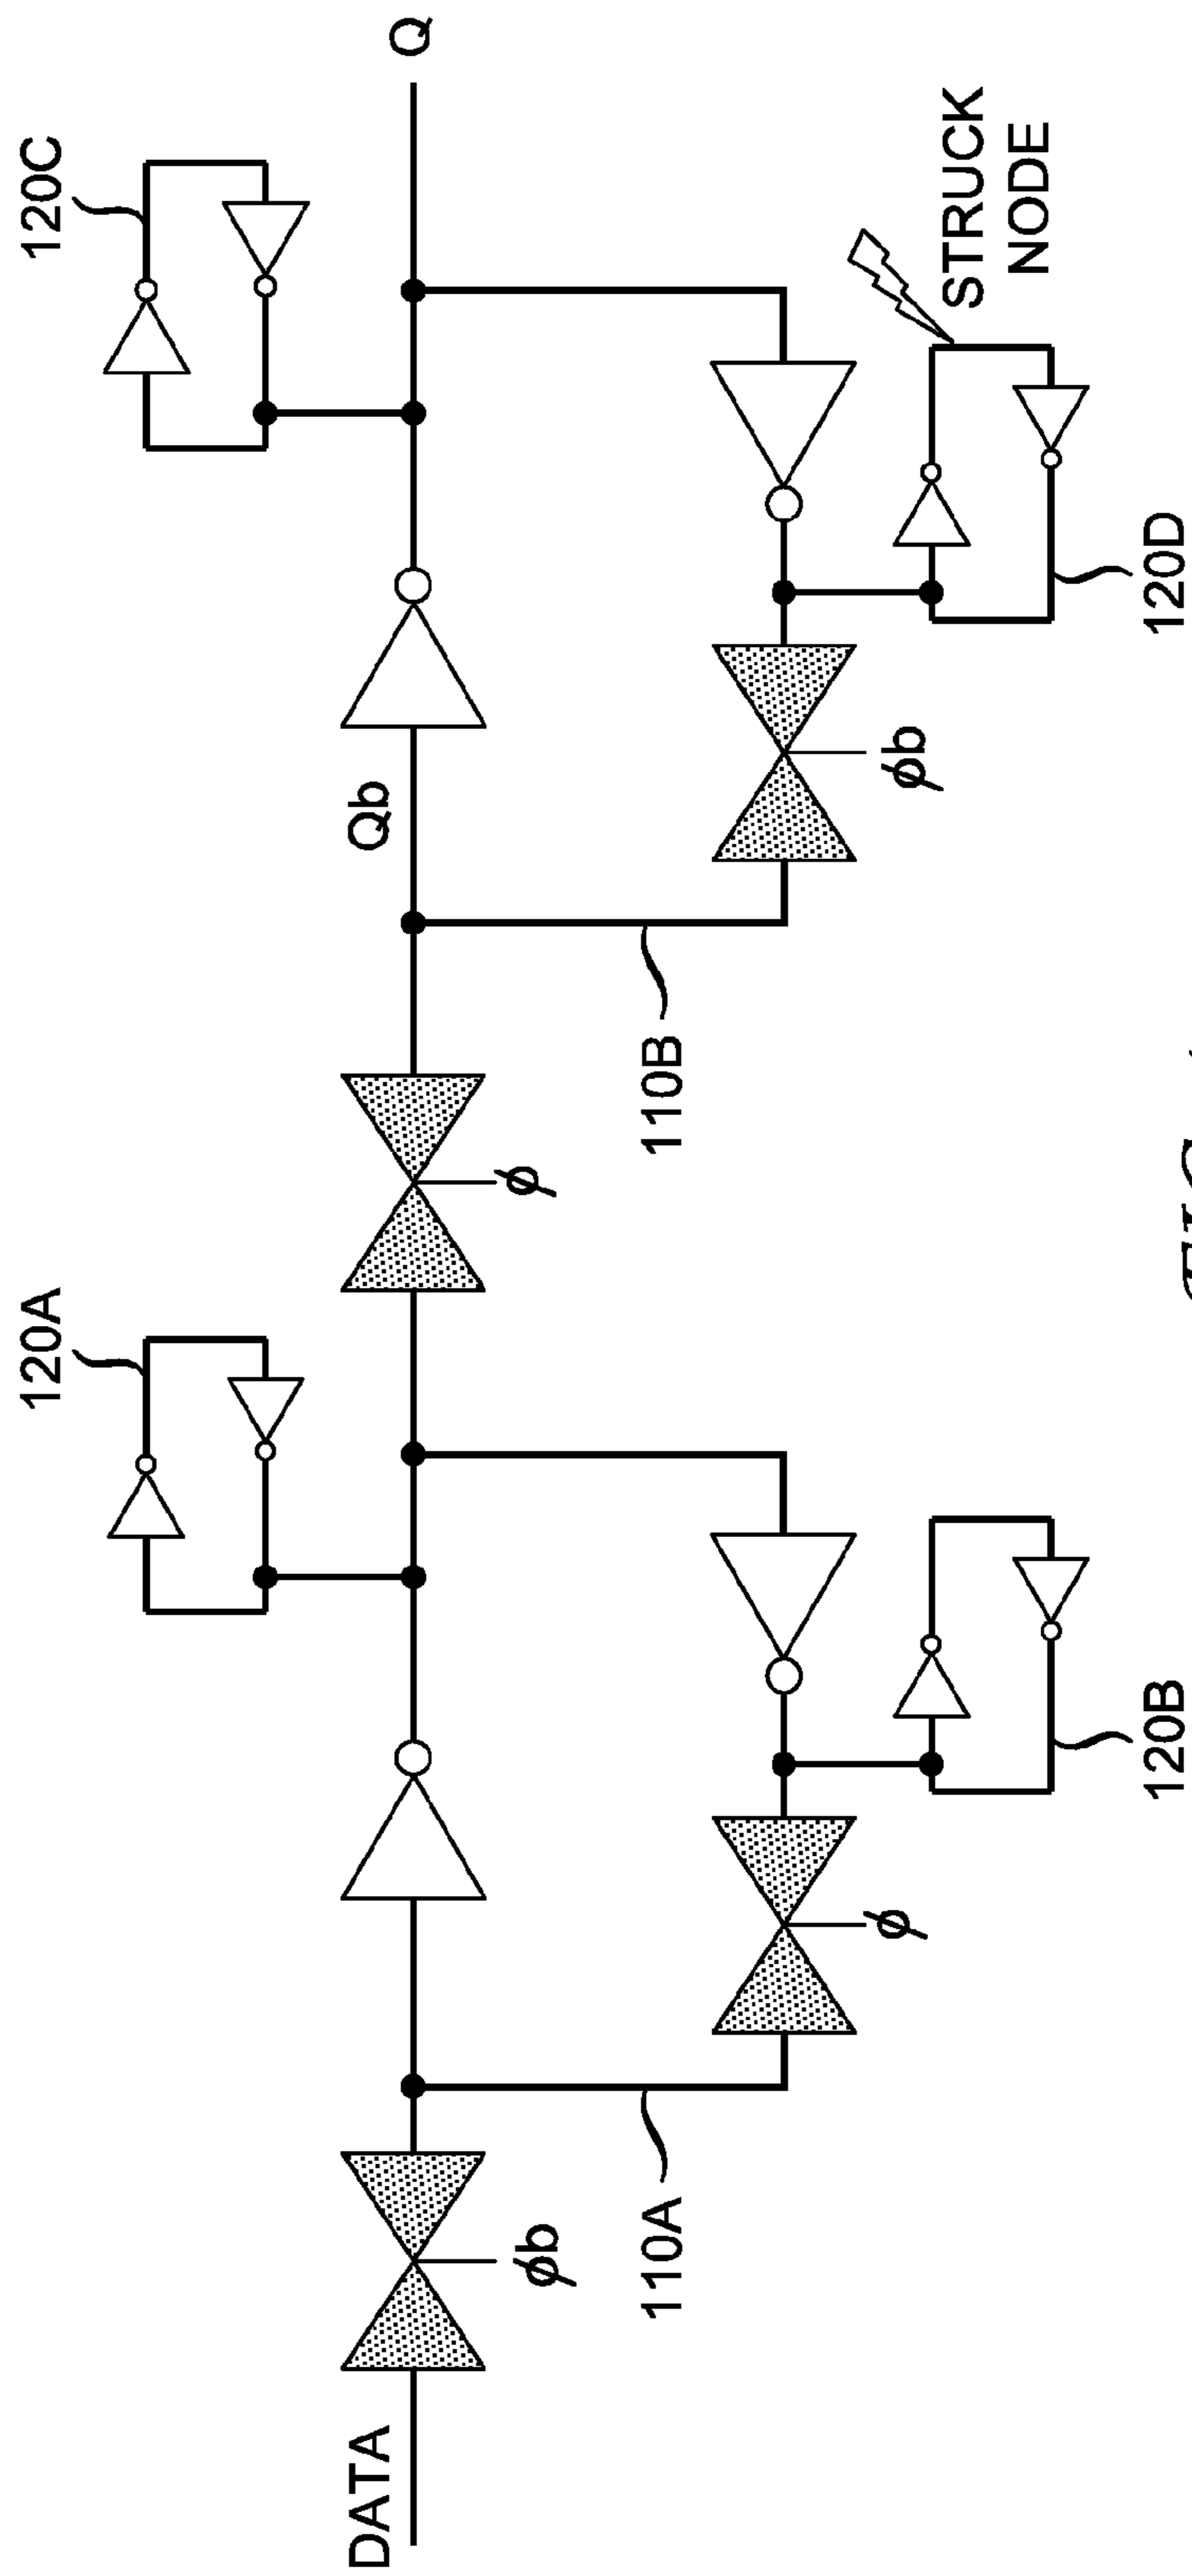 120A
120C
DATA
Qb
Q
ϕb
ϕ
110A
110B
ϕ
ϕb
STRUCK
NODE
120B
120D